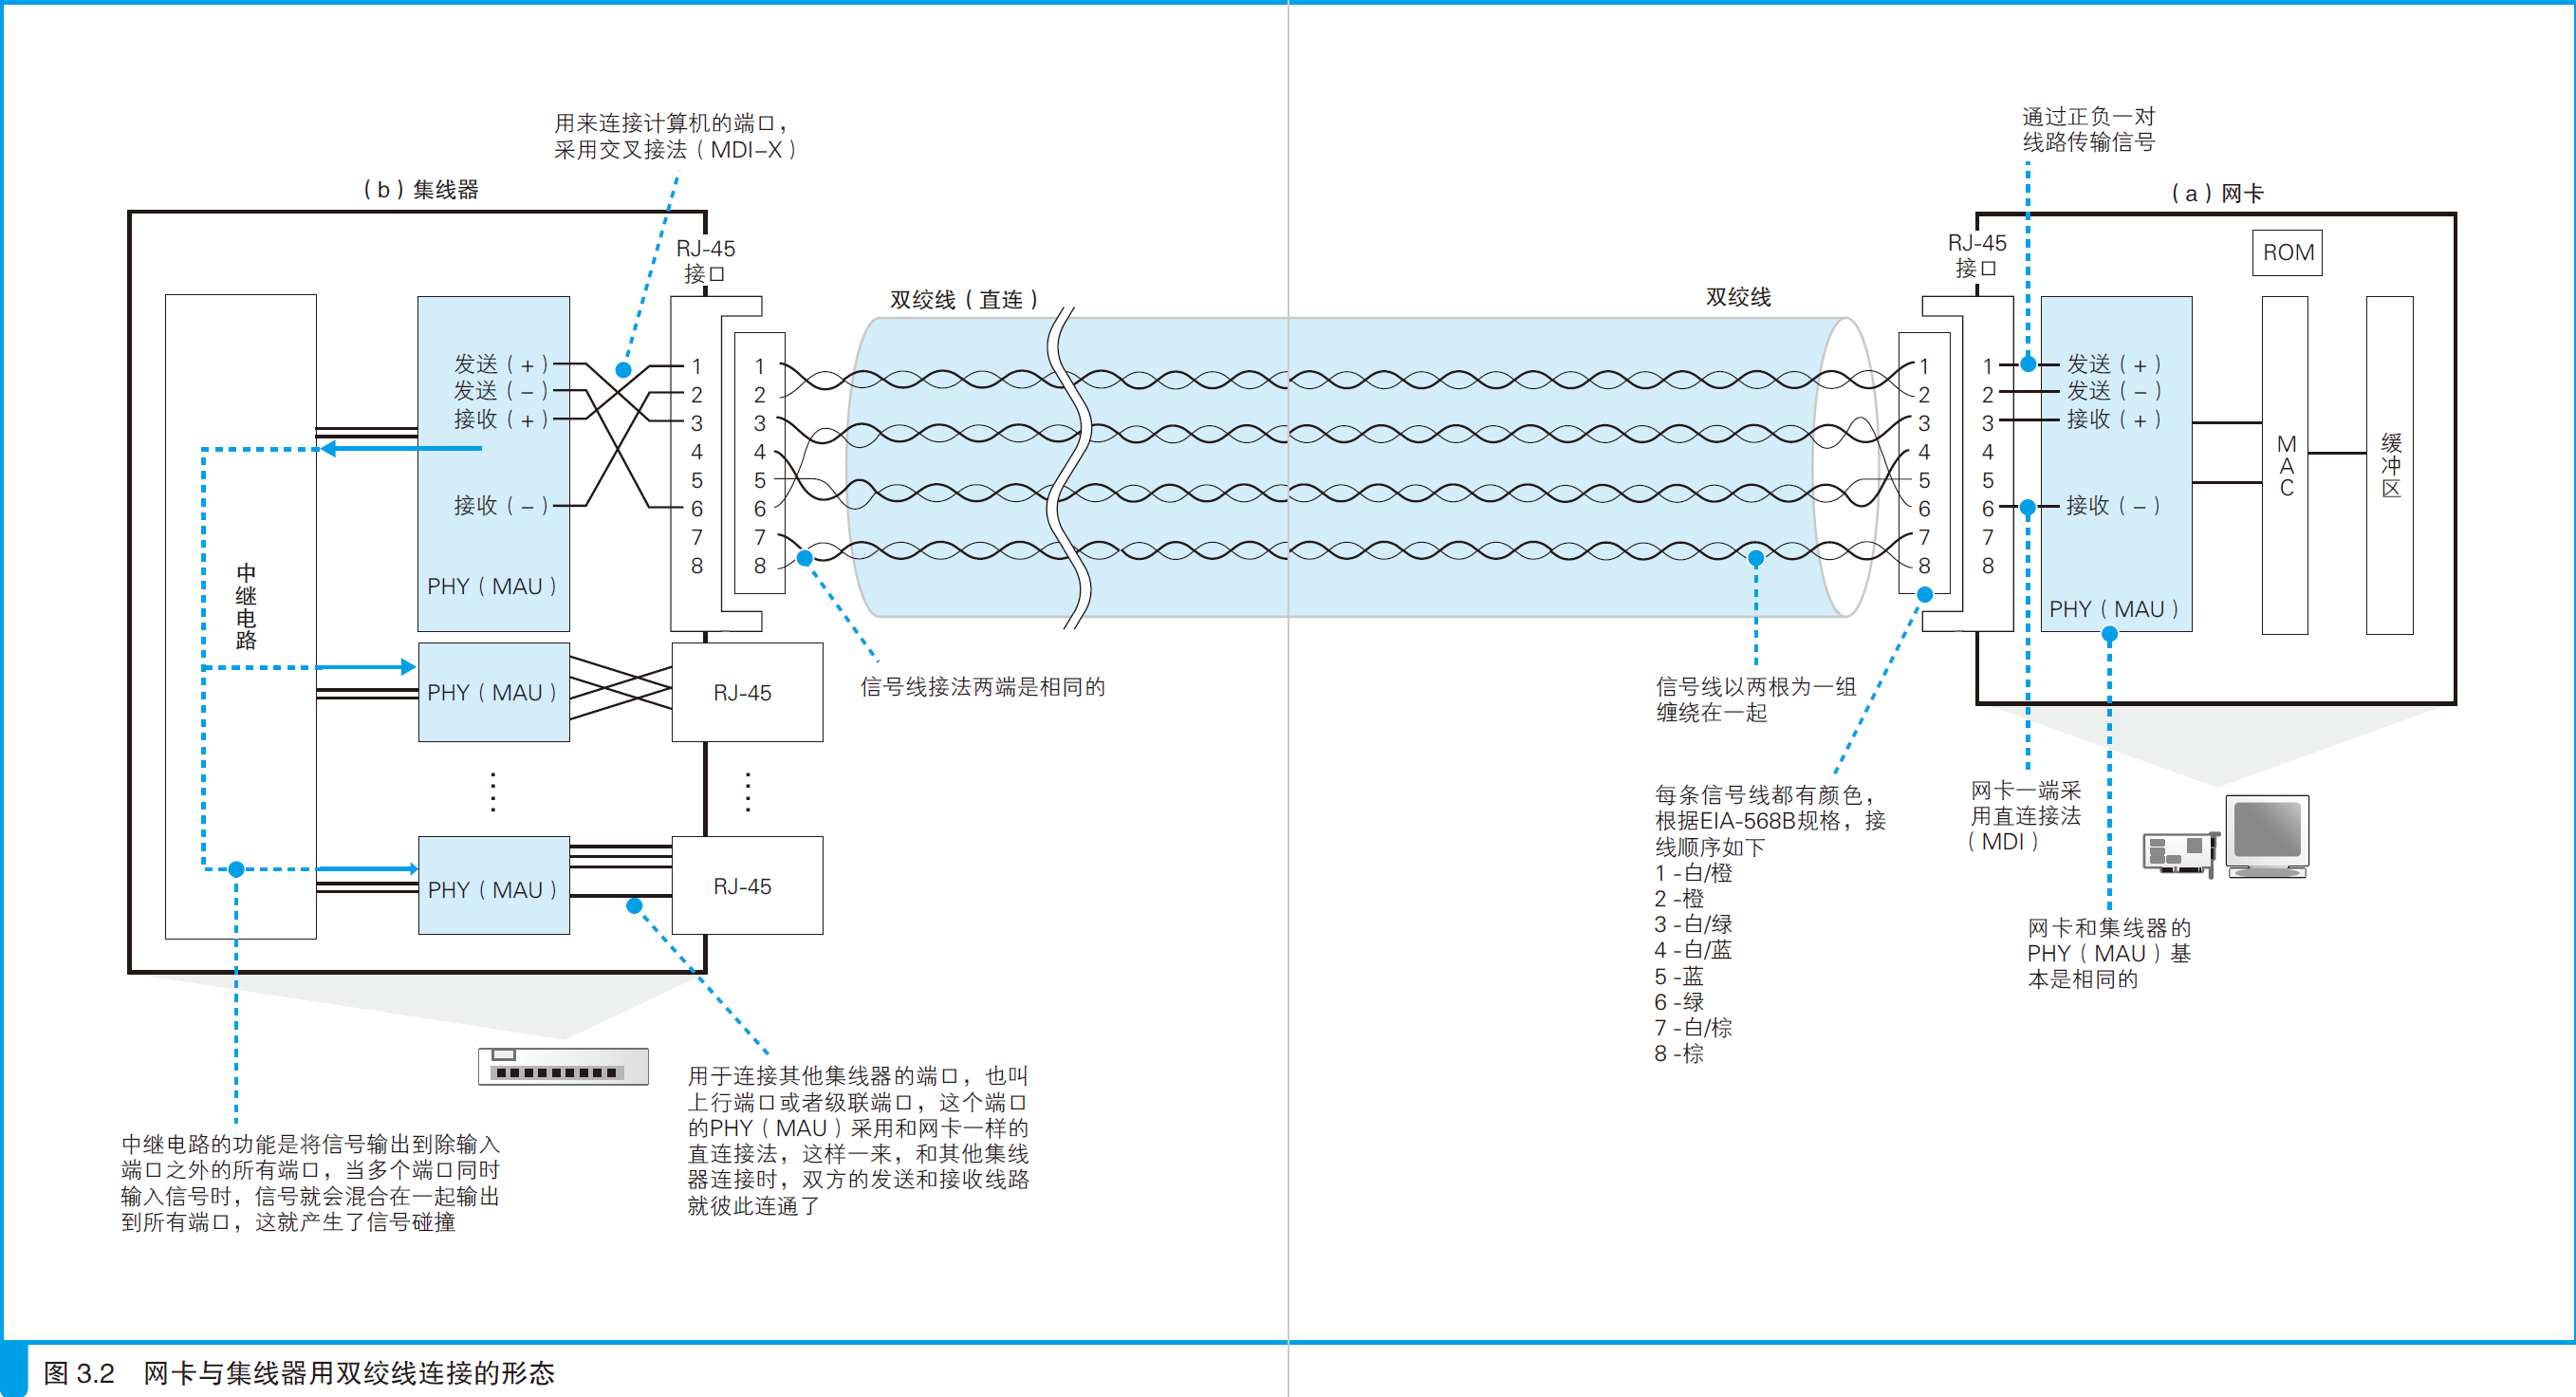 用来连接计算机的端口，
采用交叉接法（MDI–X）
（b）集线器
RJ-45
接口
中继电路
发送（+）
发送（–）
接收（+）
接收（–）
PHY（MAU）
1
2
3
4
5
6
7
8
1
2
3
4
5
6
7
8
PHY（MAU）
RJ-45
PHY（MAU）
RJ-45
双绞线（直连）
信号线接法两端是相同的
中继电路的功能是将信号输出到除输入
端口之外的所有端口，当多个端口同时
输入信号时，信号就会混合在一起输出
到所有端口，这就产生了信号碰撞
用于连接其他集线器的端口，也叫
上行端口或者级联端口，这个端口
的PHY（MAU）采用和网卡一样的
直连接法，这样一来，和其他集线
器连接时，双方的发送和接收线路
就彼此连通了
双绞线
通过正负一对
线路传输信号
（a）网卡
RJ-45
接口
ROM
1
2
3
4
5
6
7
8
1
2
3
4
5
6
7
8
发送（+）
发送（–）
接收（+）
接收（–）
PHY（MAU）
MAC
缓冲区
信号线以两根为一组
缠绕在一起
每条信号线都有颜色，
根据EIA-568B规格，接
线顺序如下
1 -白/橙
2 -橙
3 -白/绿
4 -白/蓝
5 -蓝
6 -绿
7 -白/棕
8 -棕
网卡一端采
用直连接法
（MDI）
网卡和集线器的
PHY（MAU）基
本是相同的
图 3.2 网卡与集线器用双绞线连接的形态